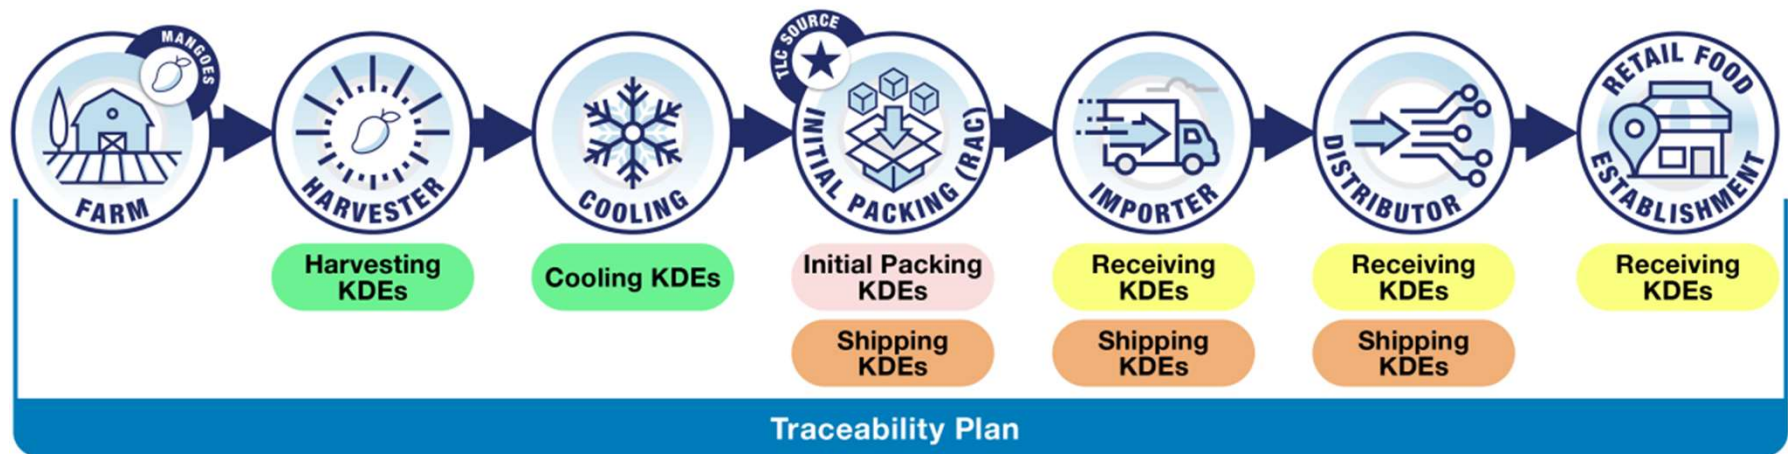 MANGOES
FARM
HARVESTER
COOLING
TLC SOURCE
INITIAL PACKING (RAC)
IMPORTER
DISTRIBUTOR
RETAIL FOOD
ESTABLISHMENT
Harvesting
KDEs
Cooling KDEs
Initial Packing
KDEs
Receiving
KDEs
Receiving
KDEs
Receiving
KDEs
Shipping
KDEs
Shipping
KDEs
Shipping
KDEs
Traceability Plan